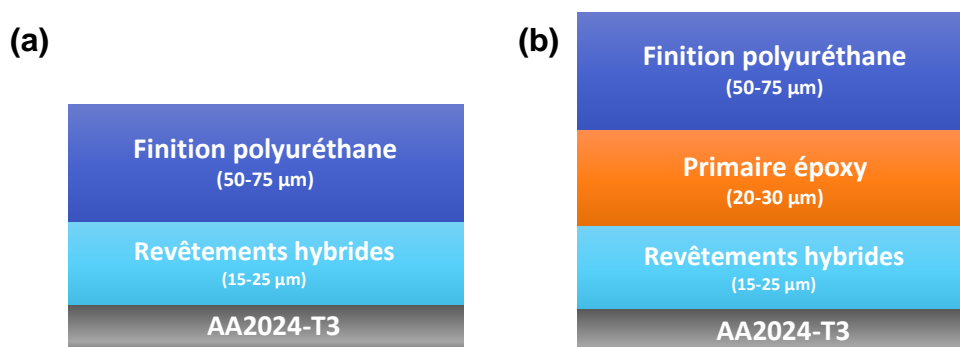 (a)
Finition polyuréthane
(50-75 µm)
Revêtements hybrides
(15-25 µm)
AA2024-T3
(b)
Finition polyuréthane
(50-75 µm)
Primaire époxy
(20-30 µm)
Revêtements hybrides
(15-25 µm)
AA2024-T3